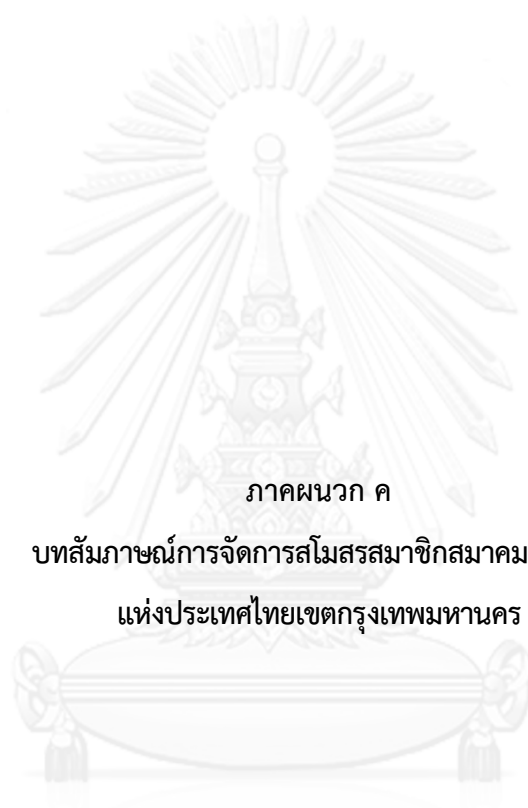 ภาคผนวก ค
บทสัมภาษณ์การจัดการสโมสรสมาชิกสมาคม
แห่งประเทศไทยเขตกรุงเทพมหานคร